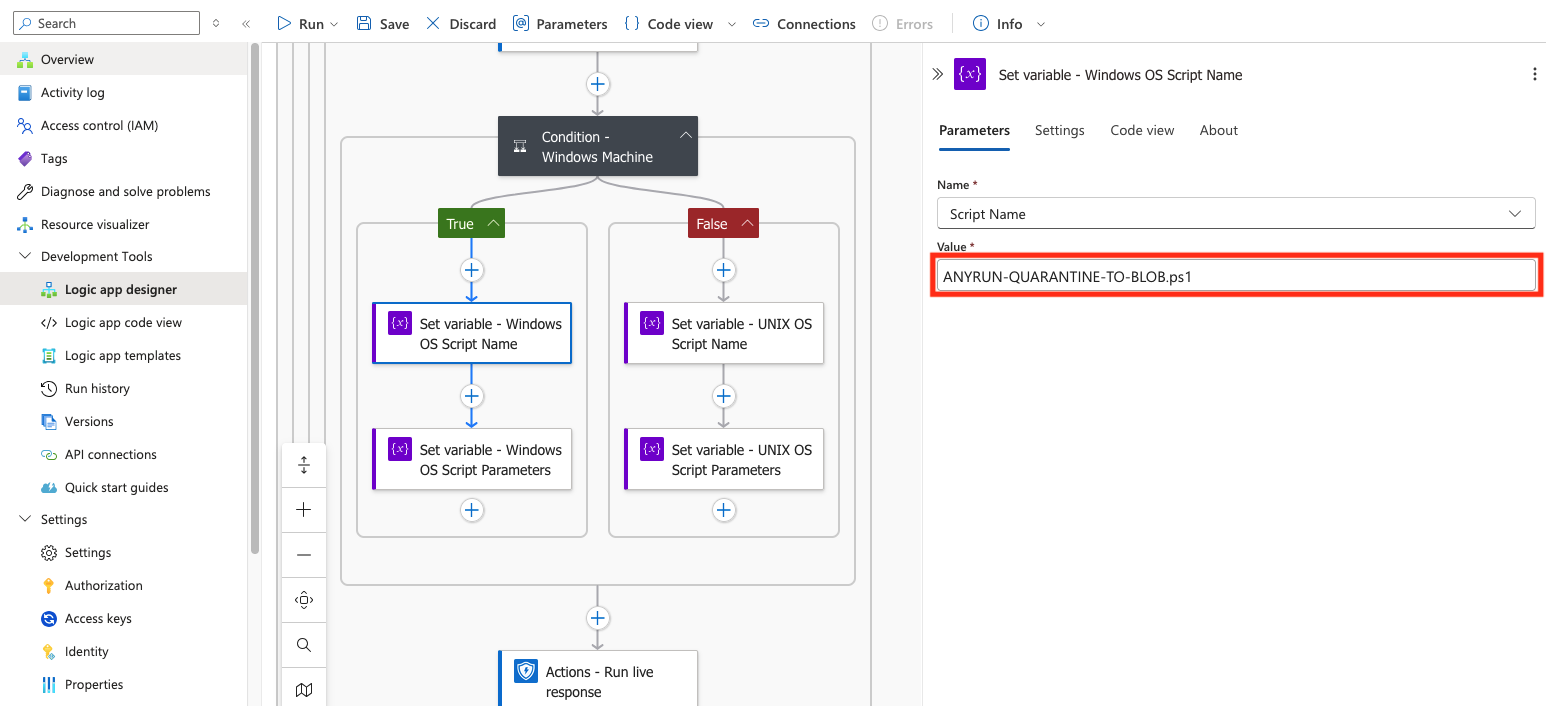 Search
Run
Save
Discard
Parameters
Code view
Connections
Errors
Info
Overview
Activity log
Access control (IAM)
Tags
Diagnose and solve problems
Resource visualizer
Development Tools
Logic app designer
Logic app code view
Logic app templates
Run history
Versions
API connections
Quick start guides
Settings
Settings
Authorization
Access keys
Identity
Properties
Condition -
Windows Machine
True
False
{x} Set variable - Windows
OS Script Name
{x} Set variable - UNIX OS
Script Name
{x} Set variable - Windows
OS Script Parameters
{x} Set variable - UNIX OS
Script Parameters
Actions - Run live
response
{x} Set variable - Windows OS Script Name
Parameters
Settings
Code view
About
Name *
Script Name
Value *
ANYRUN-QUARANTINE-TO-BLOB.ps1